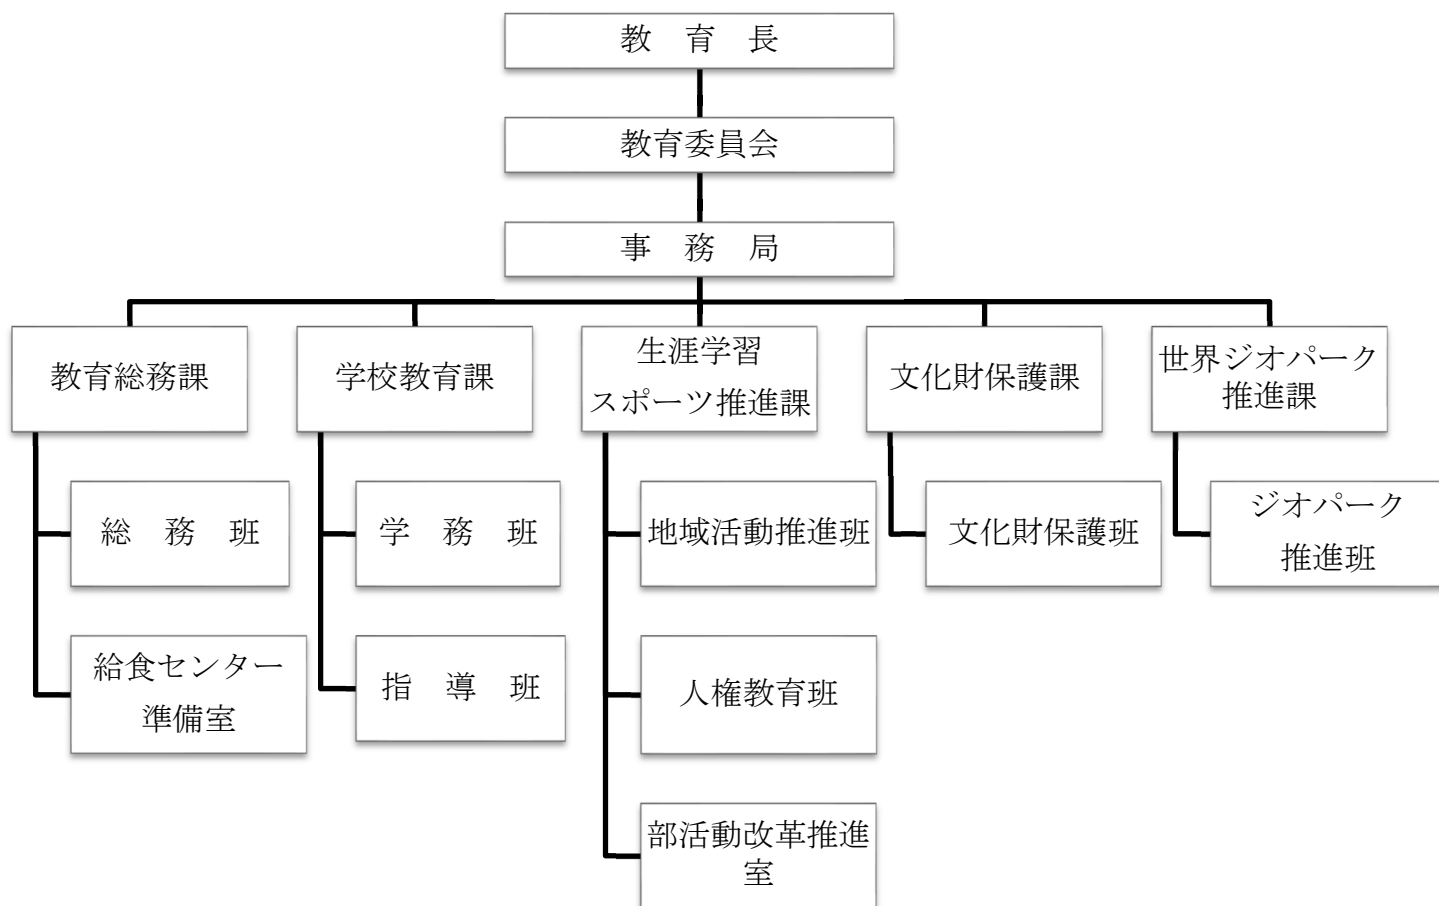 教　育　長
教育委員会
事　務　局
教育総務課
学校教育課
生涯学習
スポーツ推進課
文化財保護課
世界ジオパーク
推進課
総　務　班
学　務　班
地域活動推進班
文化財保護班
ジオパーク
推進班
給食センター
準備室
指　導　班
人権教育班
部活動改革推進
室